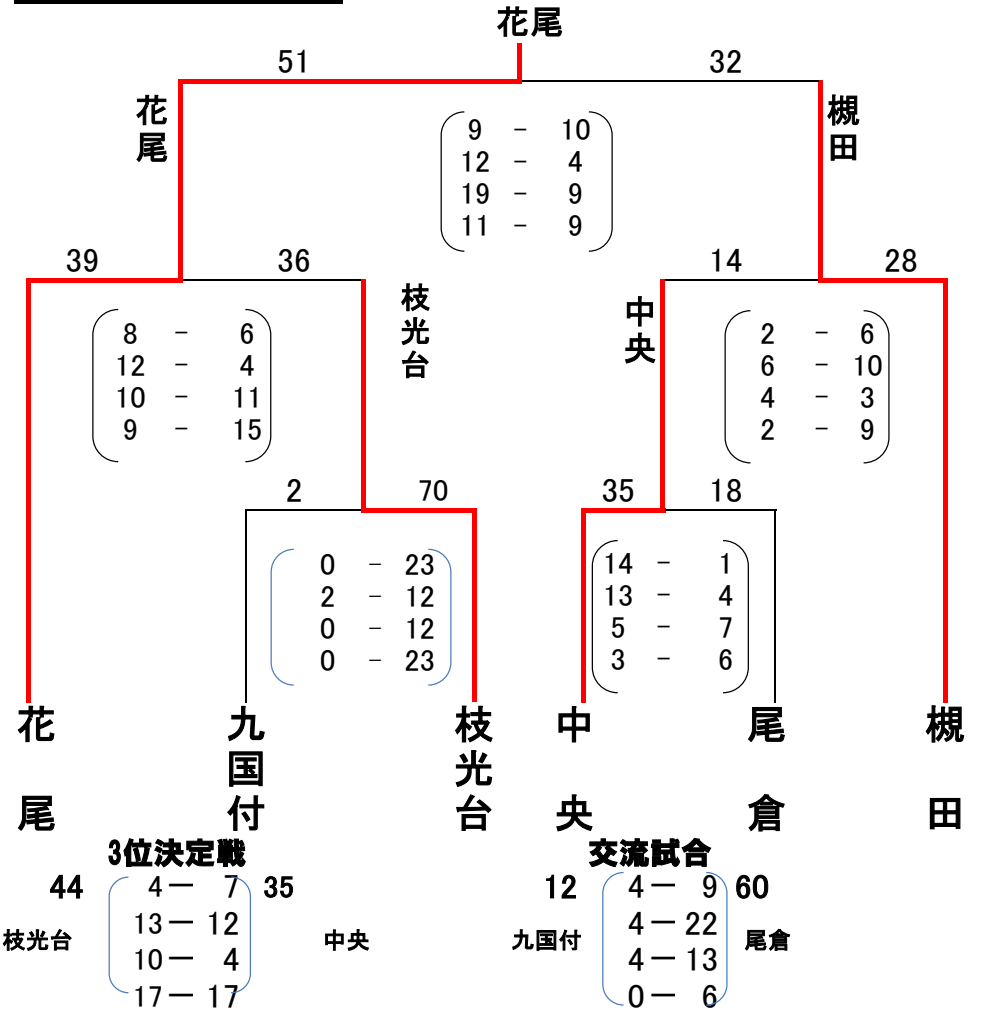 花尾
51 32
花尾 槻田
9 － 10
12 － 4
19 － 9
11 － 9
39 36 14 28
枝光台 中央
8 － 6
12 － 4
10 － 11
9 － 15
2 － 6
6 － 10
4 － 3
2 － 9
2 70 35 18
0 － 23
2 － 12
0 － 12
0 － 23
14 － 1
13 － 4
5 － 7
3 － 6
花尾 九国付 枝光台 中央 尾倉 槻田
3位決定戦
44 4 － 7 35
13 － 12
枝光台 中央
10 － 4
17 － 17
交流試合
12 4 － 9 60
4 － 22
九国付 尾倉
4 － 13
0 － 6